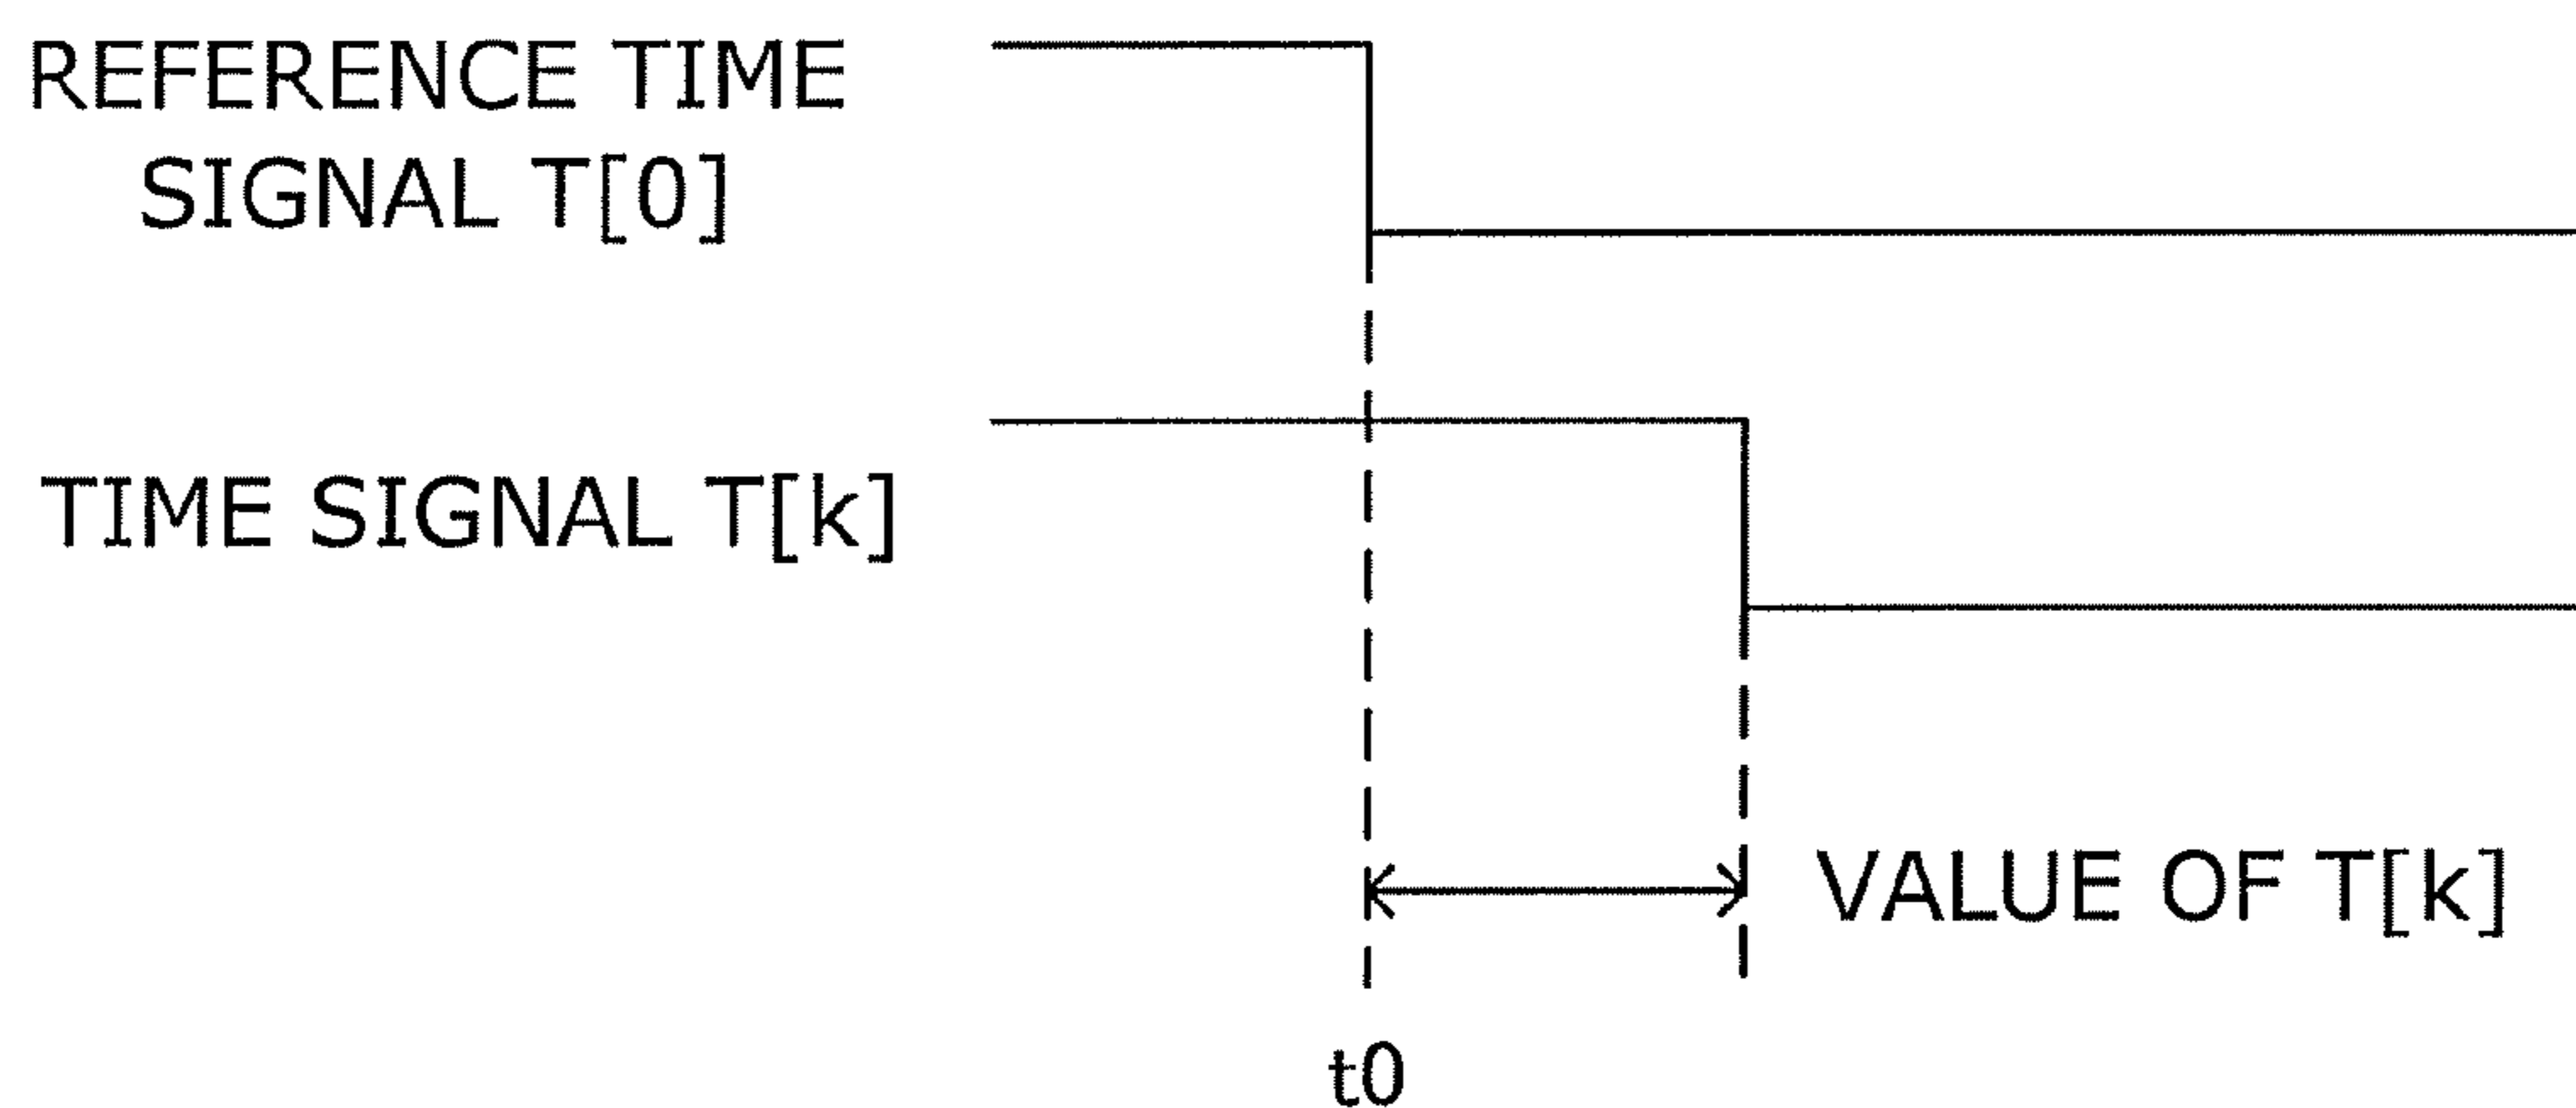 REFERENCE TIME
SIGNAL T[0]
TIME SIGNAL T[k]
VALUE OF T[k]
t0